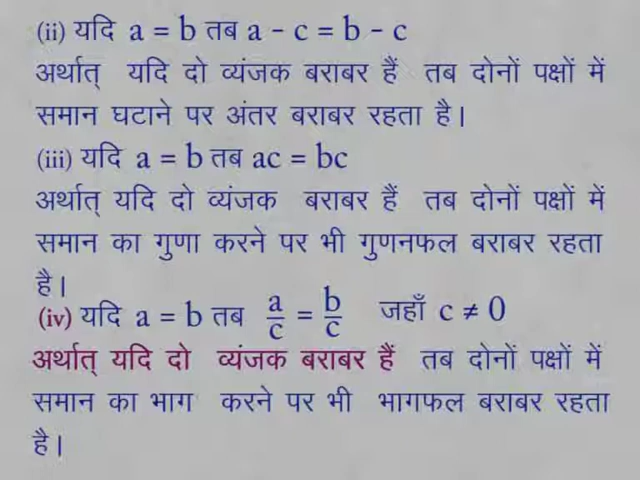 (ii) यदि a = b तब a - c = b - c
अर्थात् यदि दो व्यंजक बराबर हैं तब दोनों पक्षों में
समान घटाने पर अंतर बराबर रहता है।
(iii) यदि a = b तब ac = bc
अर्थात् यदि दो व्यंजक बराबर हैं तब दोनों पक्षों में
समान का गुणा करने पर भी गुणनफल बराबर रहता
है।
(iv) यदि a = b तब a/c = b/c जहाँ c ≠ 0
अर्थात् यदि दो व्यंजक बराबर हैं तब दोनों पक्षों में
समान का भाग करने पर भी भागफल बराबर रहता
है।